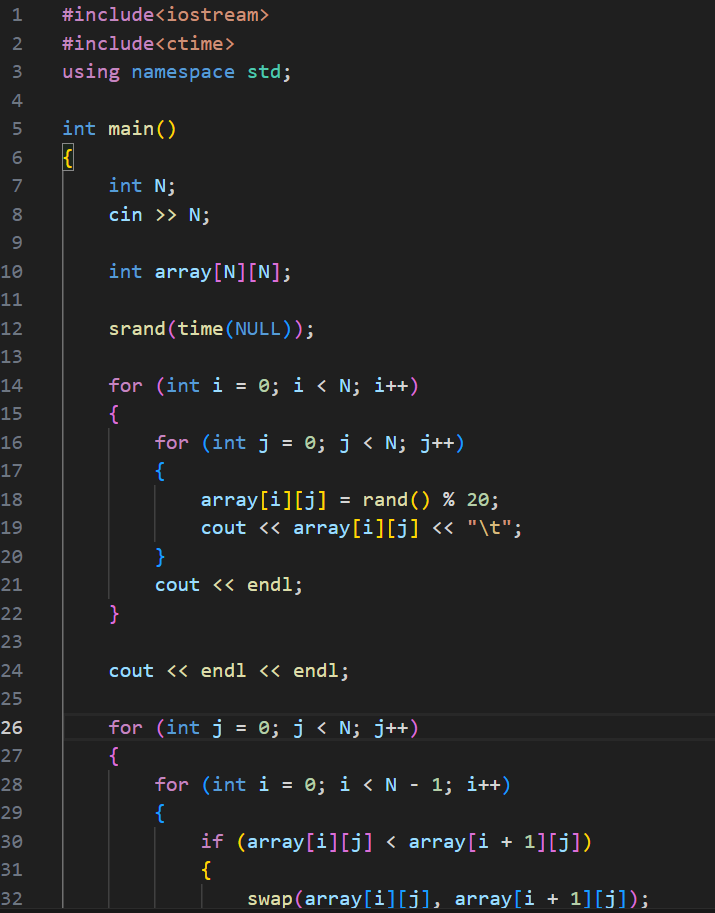 1 #include<iostream>
2 #include<ctime>
3 using namespace std;
4
5 int main()
6 {
7     int N;
8     cin >> N;
9
10     int array[N][N];
11
12     srand(time(NULL));
13
14     for (int i = 0; i < N; i++)
15     {
16         for (int j = 0; j < N; j++)
17         {
18             array[i][j] = rand() % 20;
19             cout << array[i][j] << "\t";
20         }
21         cout << endl;
22     }
23
24     cout << endl << endl;
25
26     for (int j = 0; j < N; j++)
27     {
28         for (int i = 0; i < N - 1; i++)
29         {
30             if (array[i][j] < array[i + 1][j])
31             {
32                 swap(array[i][j], array[i + 1][j]);